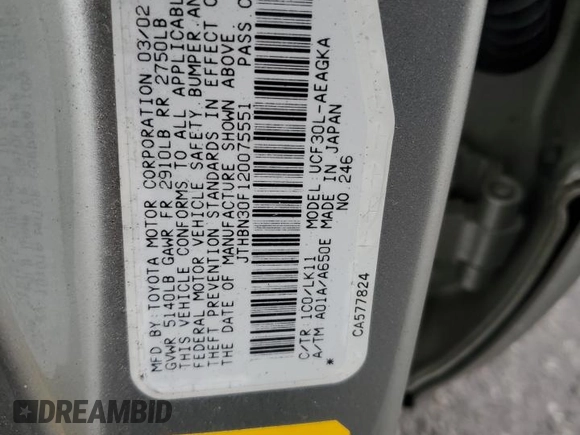 MFD BY: TOYOTA MOTOR CORPORATION 03/02
GVWR 5140LB GAWR FR 2910LB RR 2750LB
THIS VEHICLE CONFORMS TO ALL APPLICABLE
FEDERAL MOTOR VEHICLE SAFETY, BUMPER, AN
THEFT PREVENTION STANDARDS IN EFFECT O
THE DATE OF MANUFACTURE SHOWN ABOVE.
JTHBN30F120075551 PASS. C
C/TR 1C0/LK11 MODEL: UCF30L-AEAGKA
A/TM A01A/A650E MADE IN JAPAN
* NO. 246
CA577824
DREAMBID